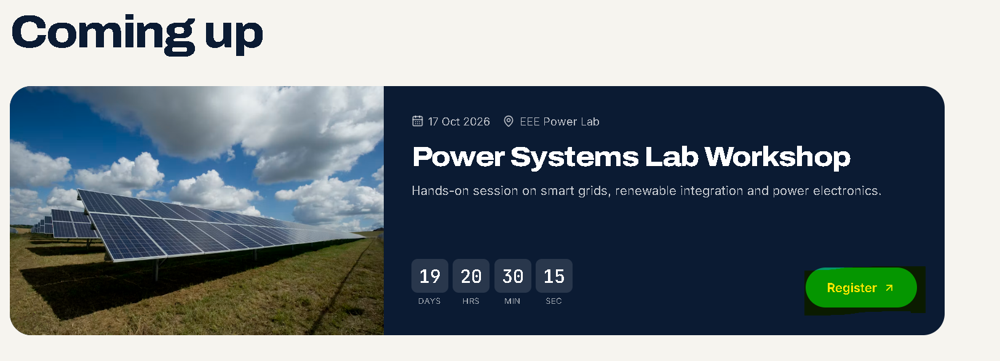 Coming up
17 Oct 2026 EEE Power Lab
Power Systems Lab Workshop
Hands-on session on smart grids, renewable integration and power electronics.
19 20 30 15
DAYS HRS MIN SEC
Register